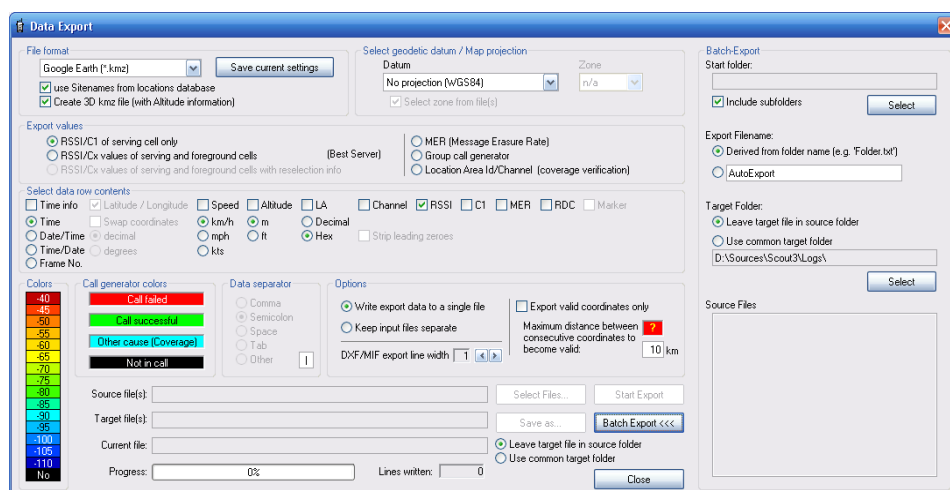 Data Export
File format
Google Earth (*.kmz)
Save current settings
use Sitenames from locations database
Create 3D kmz file (with Altitude information)
Select geodetic datum / Map projection
Datum
Zone
No projection (WGS84)
n/a
Select zone from file(s)
Export values
RSSI/C1 of serving cell only
RSSI/Cx values of serving and foreground cells
(Best Server)
RSSI/Cx values of serving and foreground cells with reselection info
MER (Message Erasure Rate)
Group call generator
Location Area Id/Channel (coverage verification)
Select data row contents
Time info
Latitude / Longitude
Speed
Altitude
LA
Channel
RSSI
C1
MER
RDC
Marker
Time
Swap coordinates
km/h
m
Decimal
Date/Time
decimal
mph
ft
Hex
Strip leading zeroes
Time/Date
degrees
kts
Frame No.
Colors
-40
-45
-50
-55
-60
-65
-70
-75
-80
-85
-90
-95
-100
-105
-110
No
Call generator colors
Call failed
Call successful
Other cause (Coverage)
Not in call
Data separator
Comma
Semicolon
Space
Tab
Other
|
Options
Write export data to a single file
Keep input files separate
DXF/MIF export line width
1
Export valid coordinates only
Maximum distance between
consecutive coordinates to
become valid:
?
10 km
Source file(s):
Select Files...
Start Export
Target file(s):
Save as...
Batch Export <<<
Current file:
Leave target file in source folder
Use common target folder
Progress:
0%
Lines written:
0
Close
Batch-Export
Start folder:
Include subfolders
Select
Export Filename:
Derived from folder name (e.g. 'Folder.txt')
AutoExport
Target Folder:
Leave target file in source folder
Use common target folder
D:\Sources\Scout3\Logs\
Select
Source Files